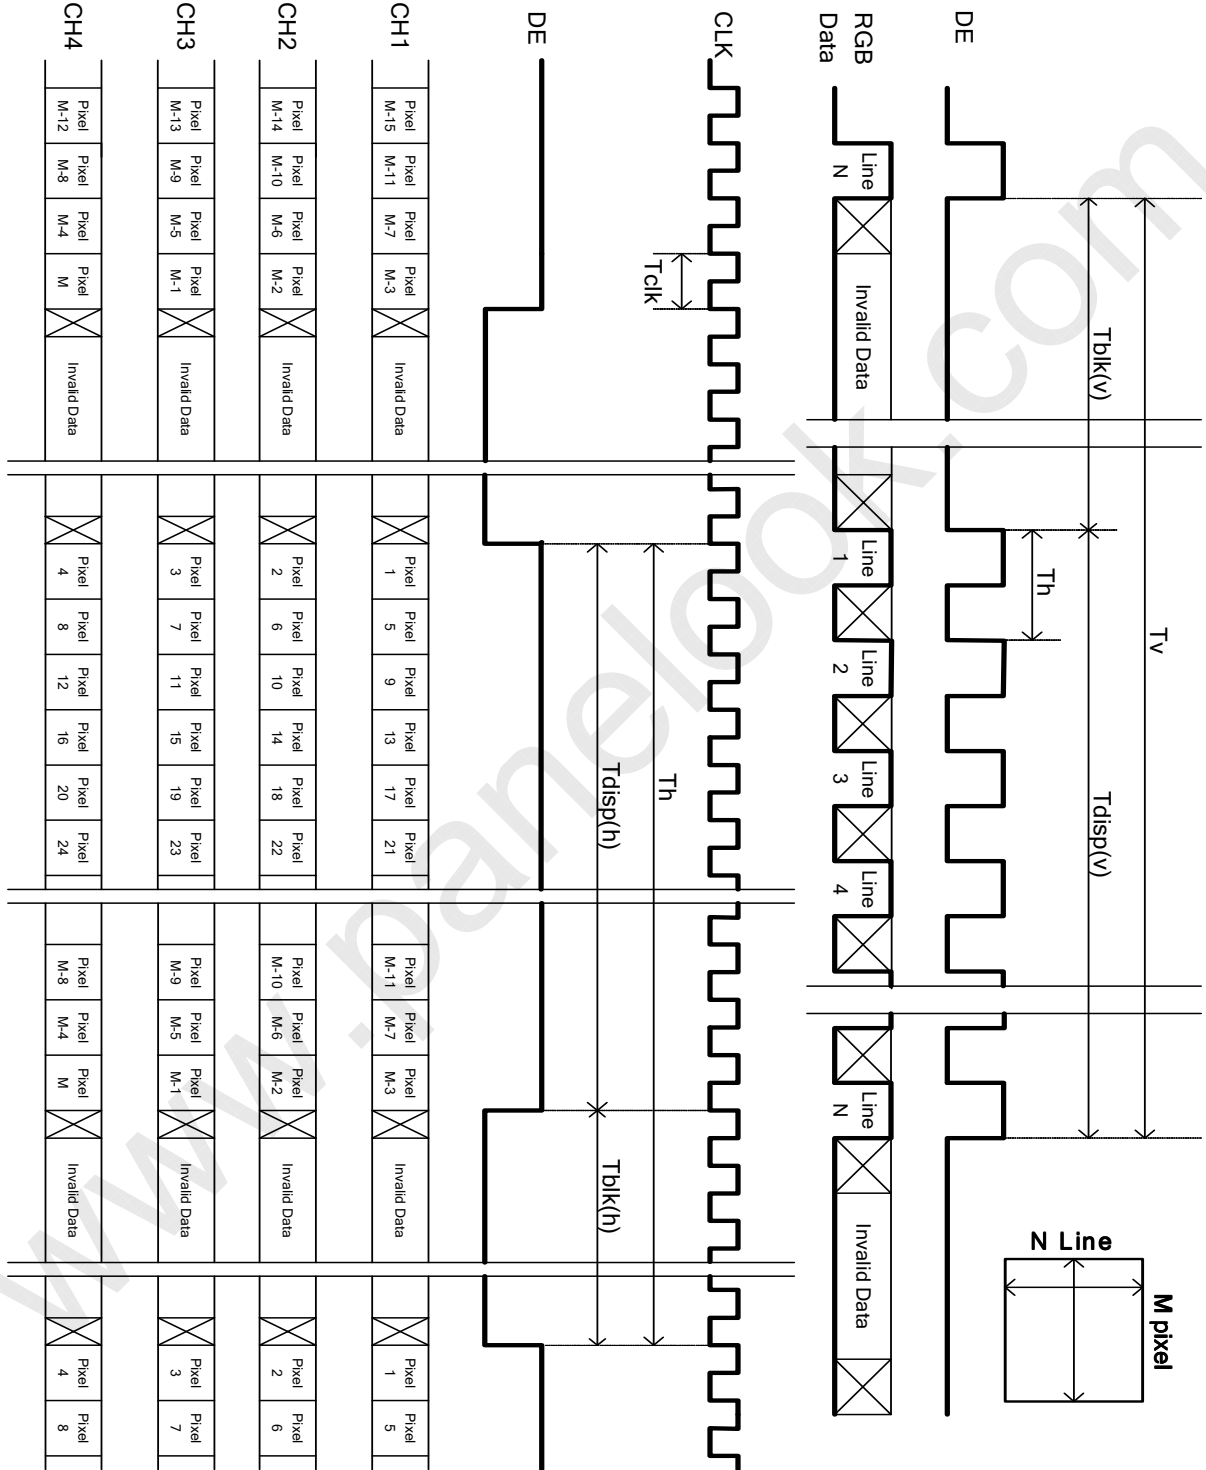 DE
RGB
Data
Line
N
Invalid Data
Line
1
Line
2
Line
3
Line
4
Line
N
Invalid Data
Tblk(v)
Tv
Th
Tdisp(v)
N Line
M pixel
CLK
Tclk
DE
Th
Tdisp(h)
Tblk(h)
CH1
Pixel M-15
Pixel M-11
Pixel M-7
Pixel M-3
Invalid Data
Pixel 1
Pixel 5
Pixel 9
Pixel 13
Pixel 17
Pixel 21
Pixel M-11
Pixel M-7
Pixel M-3
Invalid Data
Pixel 1
Pixel 5
CH2
Pixel M-14
Pixel M-10
Pixel M-6
Pixel M-2
Invalid Data
Pixel 2
Pixel 6
Pixel 10
Pixel 14
Pixel 18
Pixel 22
Pixel M-10
Pixel M-6
Pixel M-2
Invalid Data
Pixel 2
Pixel 6
CH3
Pixel M-13
Pixel M-9
Pixel M-5
Pixel M-1
Invalid Data
Pixel 3
Pixel 7
Pixel 11
Pixel 15
Pixel 19
Pixel 23
Pixel M-9
Pixel M-5
Pixel M-1
Invalid Data
Pixel 3
Pixel 7
CH4
Pixel M-12
Pixel M-8
Pixel M-4
Pixel M
Invalid Data
Pixel 4
Pixel 8
Pixel 12
Pixel 16
Pixel 20
Pixel 24
Pixel M-8
Pixel M-4
Pixel M
Invalid Data
Pixel 4
Pixel 8
www.panelook.com